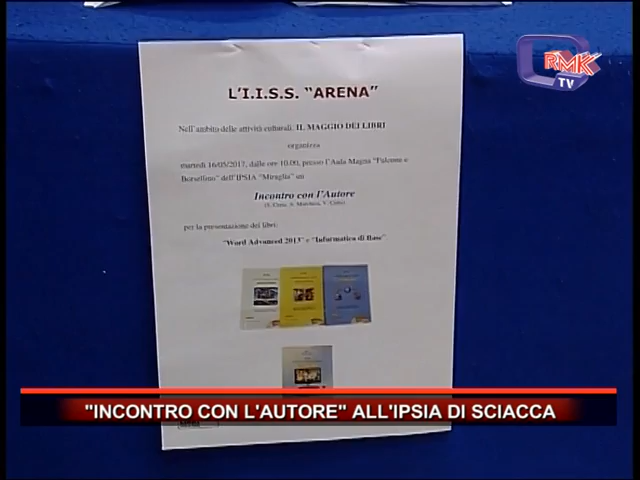 RMK
TV
L'I.I.S.S. "ARENA"
Nell'ambito delle attività culturali, IL MAGGIO DEI LIBRI
organizza
martedì 16/05/2017, dalle ore 10.00, presso l'Aula Magna "Falcone e
Borsellino" dell'IPSIA "Miraglia" un
Incontro con l'Autore
per la presentazione dei libri:
"Word Advanced 2013" e "Informatica di Base"
"INCONTRO CON L'AUTORE" ALL'IPSIA DI SCIACCA